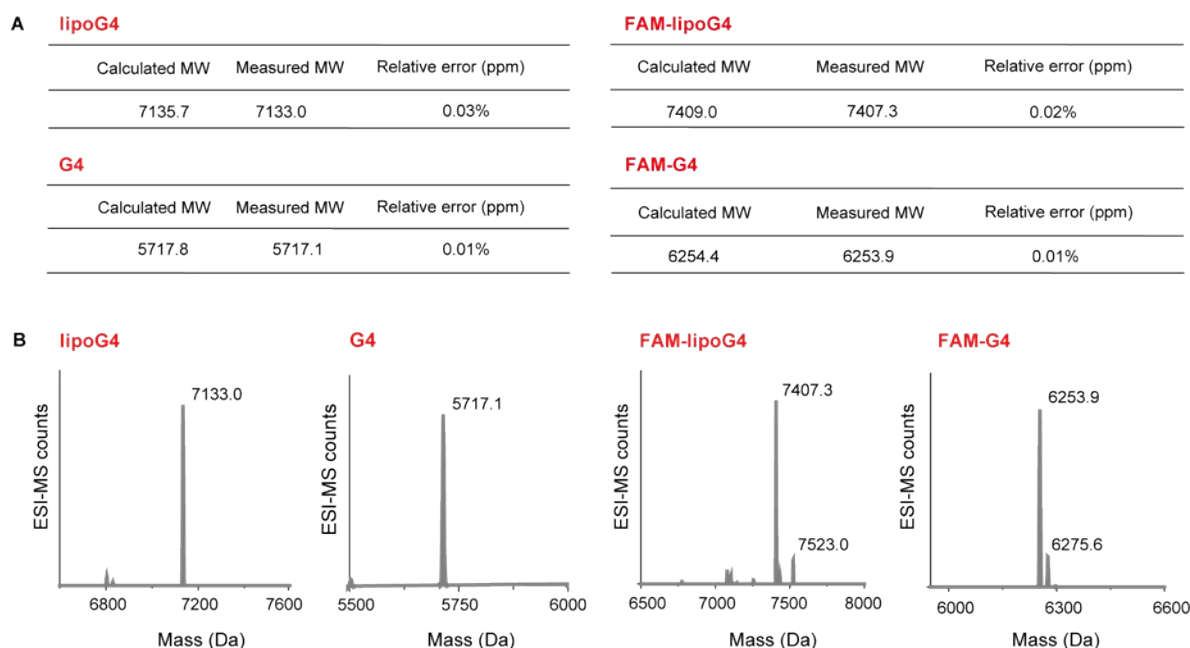 A
lipoG4
Calculated MW Measured MW Relative error (ppm)
7135.7 7133.0 0.03%
G4
Calculated MW Measured MW Relative error (ppm)
5717.8 5717.1 0.01%
FAM-lipoG4
Calculated MW Measured MW Relative error (ppm)
7409.0 7407.3 0.02%
FAM-G4
Calculated MW Measured MW Relative error (ppm)
6254.4 6253.9 0.01%
B
lipoG4
7133.0
ESI-MS counts
6800 7200 7600
Mass (Da)
G4
5717.1
ESI-MS counts
5500 5750 6000
Mass (Da)
FAM-lipoG4
7407.3
7523.0
ESI-MS counts
6500 7000 7500 8000
Mass (Da)
FAM-G4
6253.9
6275.6
ESI-MS counts
6000 6300 6600
Mass (Da)